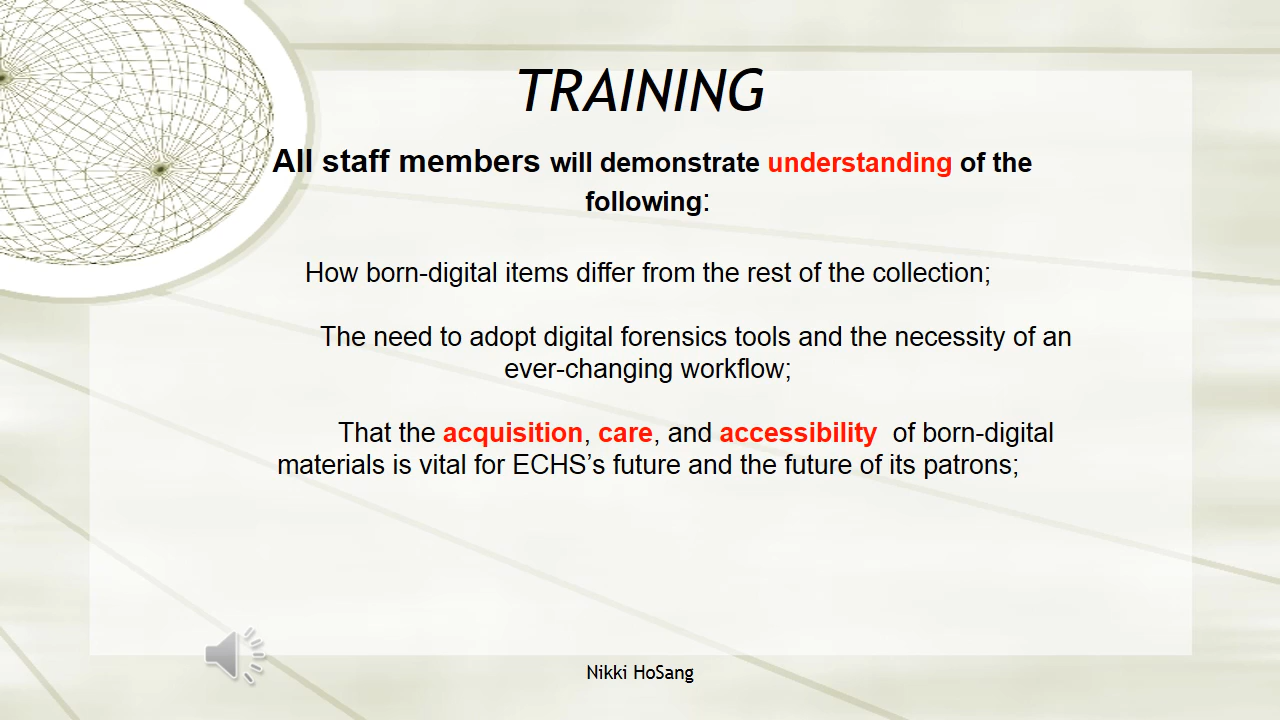 TRAINING
All staff members will demonstrate understanding of the
following:
How born-digital items differ from the rest of the collection;
The need to adopt digital forensics tools and the necessity of an
ever-changing workflow;
That the acquisition, care, and accessibility of born-digital
materials is vital for ECHS’s future and the future of its patrons;
Nikki HoSang